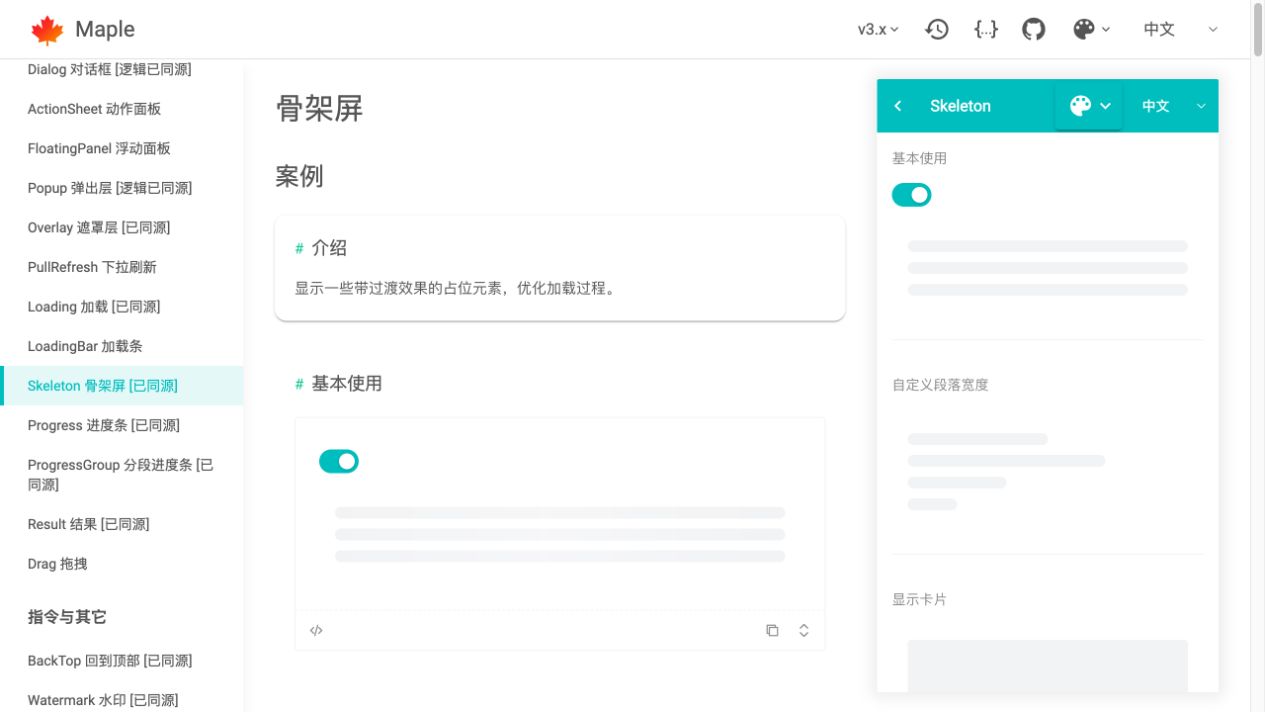 Maple
v3.x
{...}
中文
Dialog 对话框 [逻辑已同源]
ActionSheet 动作面板
FloatingPanel 浮动面板
Popup 弹出层 [逻辑已同源]
Overlay 遮罩层 [已同源]
PullRefresh 下拉刷新
Loading 加载 [已同源]
LoadingBar 加载条
Skeleton 骨架屏 [已同源]
Progress 进度条 [已同源]
ProgressGroup 分段进度条 [已
同源]
Result 结果 [已同源]
Drag 拖拽
指令与其它
BackTop 回到顶部 [已同源]
Watermark 水印 [已同源]
骨架屏
案例
# 介绍
显示一些带过渡效果的占位元素，优化加载过程。
# 基本使用
Skeleton
中文
基本使用
自定义段落宽度
显示卡片